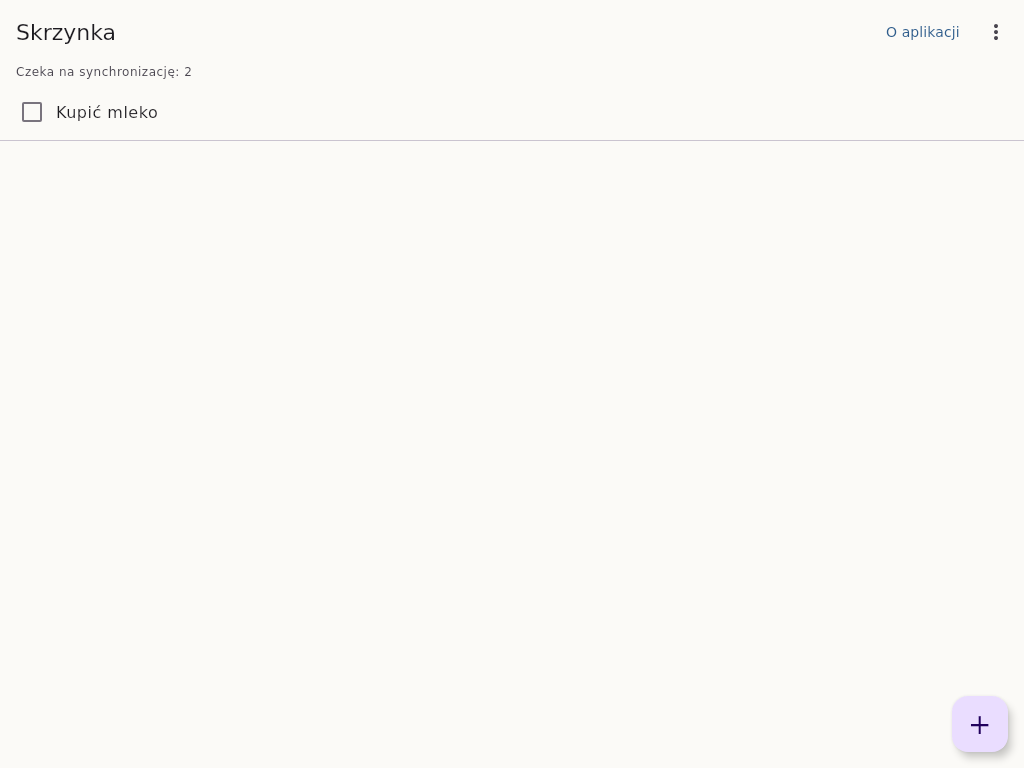 Skrzynka
O aplikacji
Czeka na synchronizację: 2
Kupić mleko
+